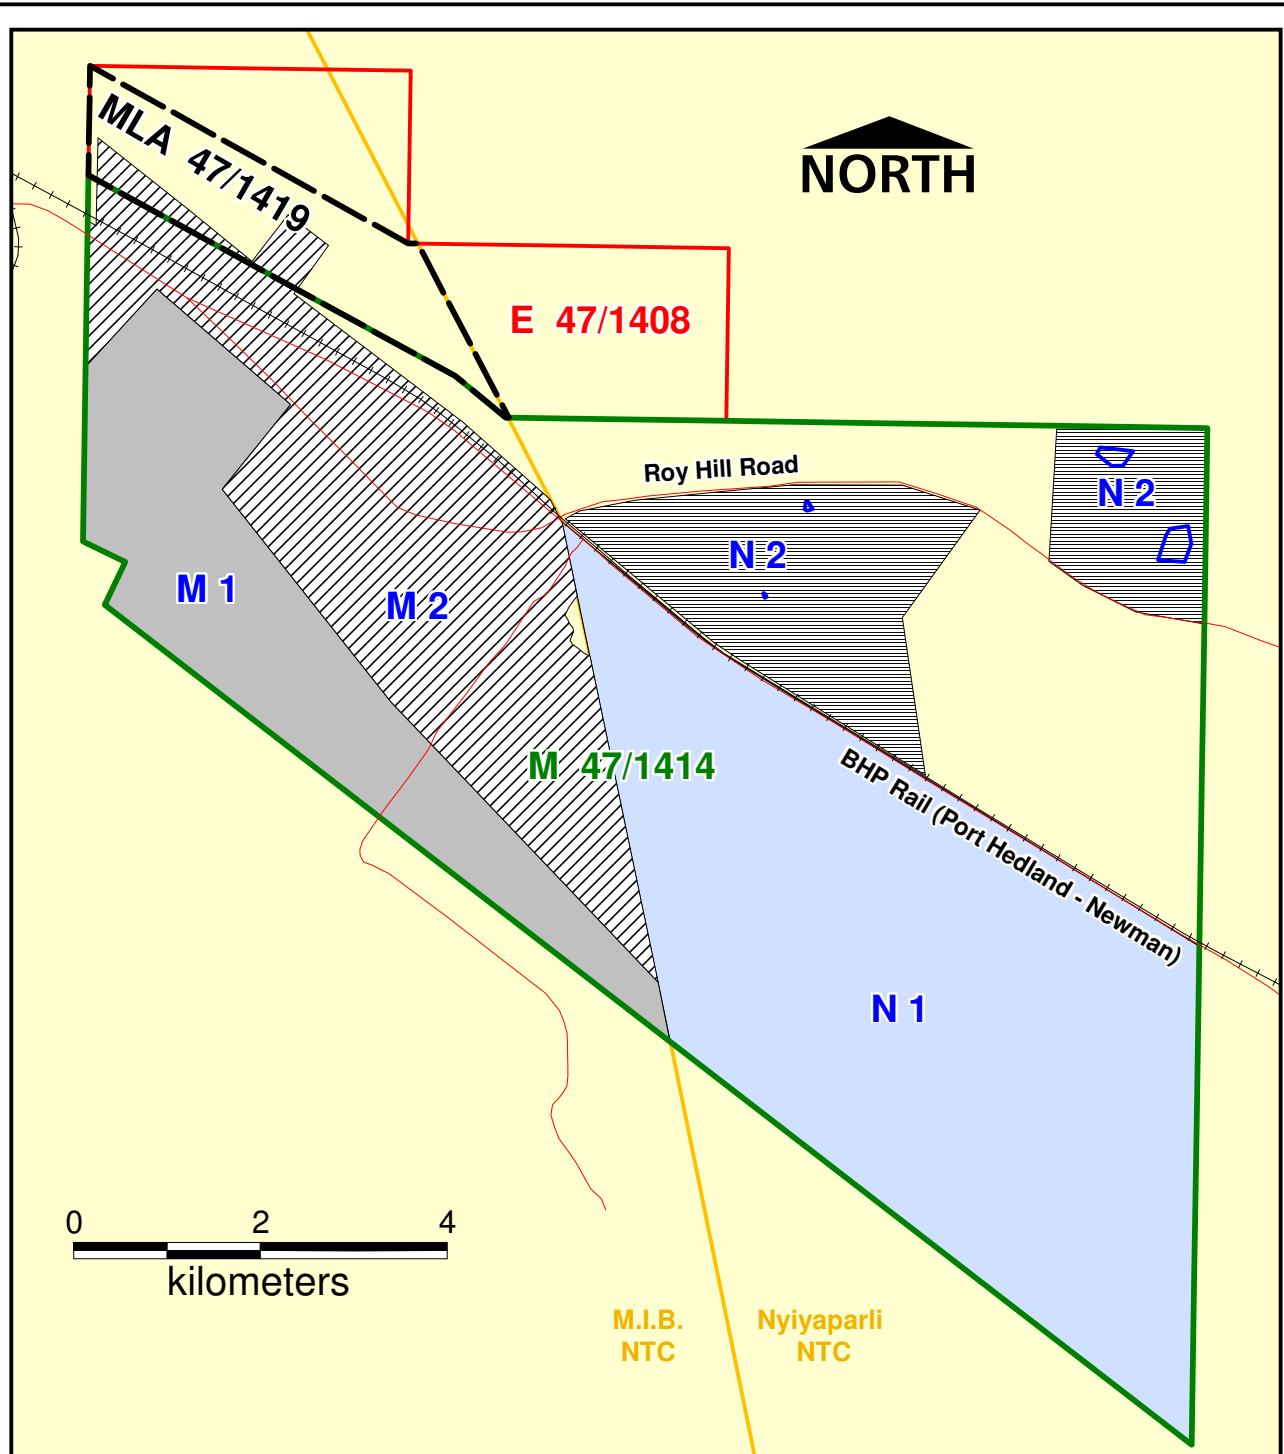 MLA 47/1419
NORTH
E 47/1408
Roy Hill Road
N 2
N 2
M 1
M 2
M 47/1414
BHP Rail (Port Hedland - Newman)
N 1
0 2 4
kilometers
M.I.B.
NTC
Nyiyaparli
NTC